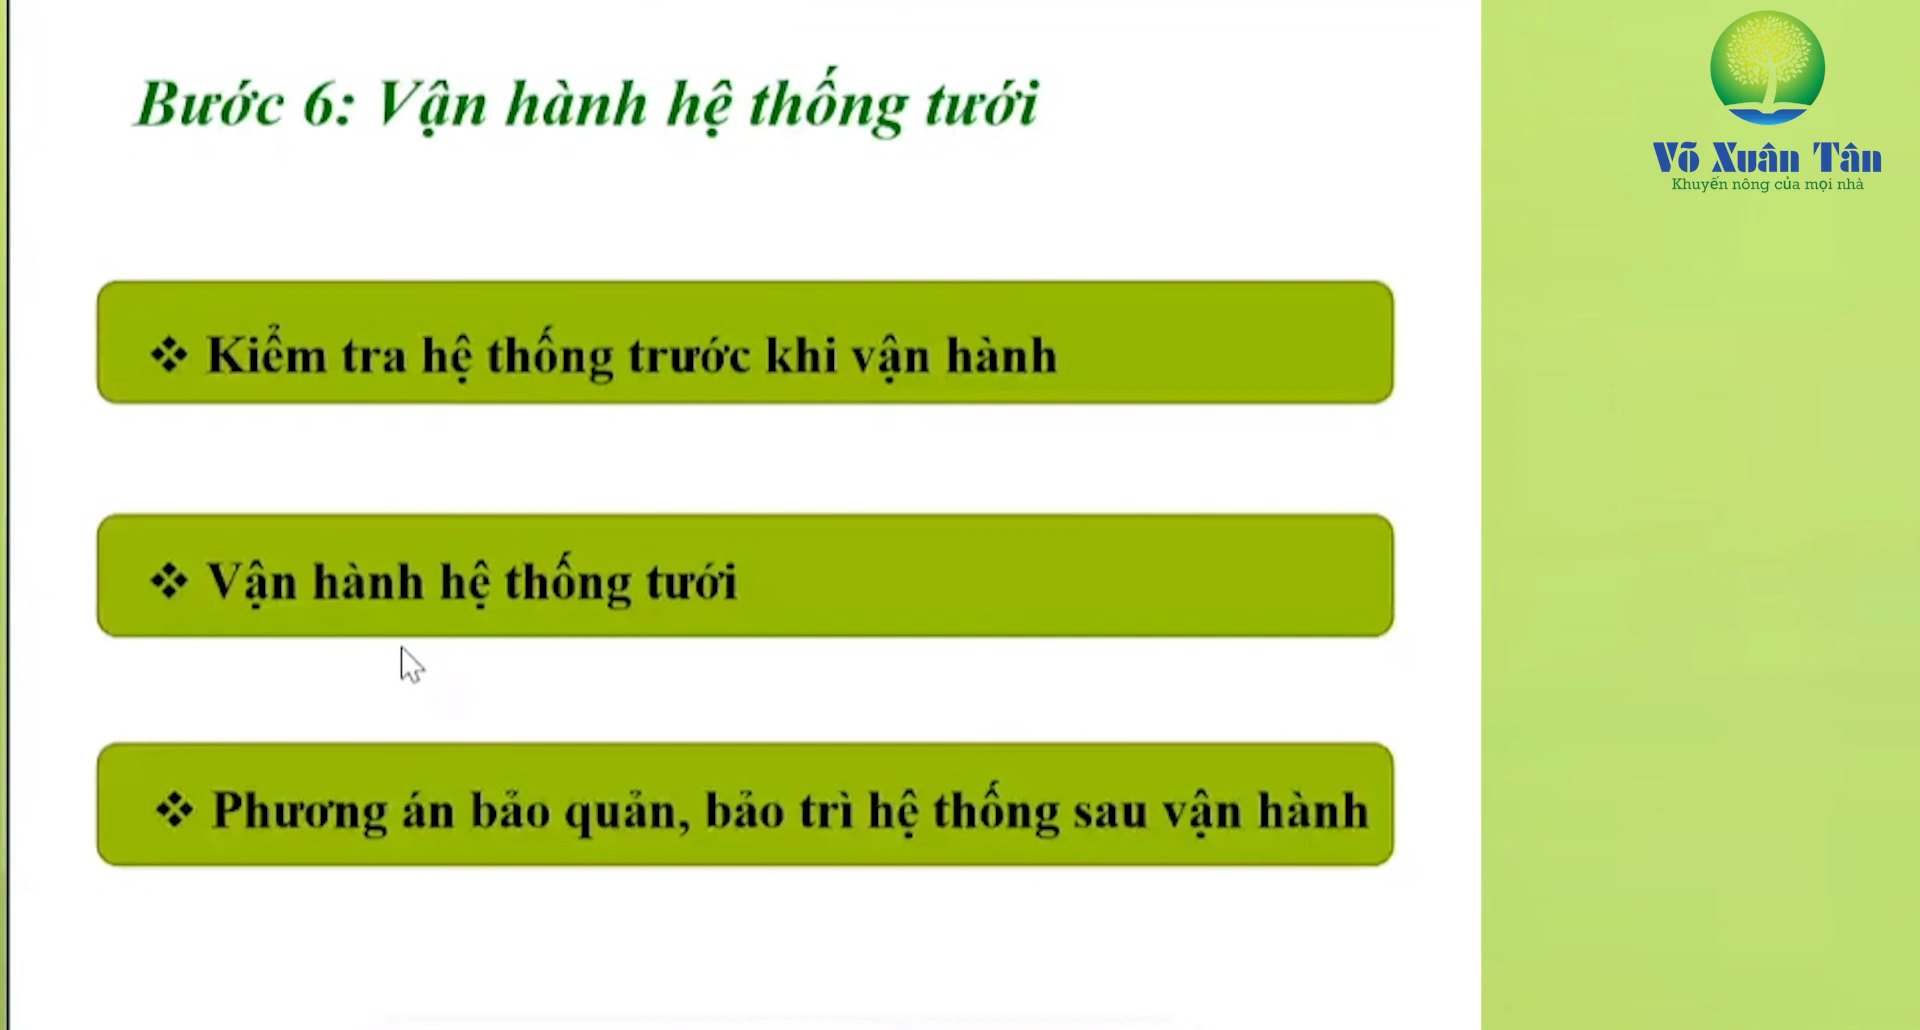 Bước 6: Vận hành hệ thống tưới
Võ Xuân Tân
Khuyến nông của mọi nhà
❖ Kiểm tra hệ thống trước khi vận hành
❖ Vận hành hệ thống tưới
❖ Phương án bảo quản, bảo trì hệ thống sau vận hành